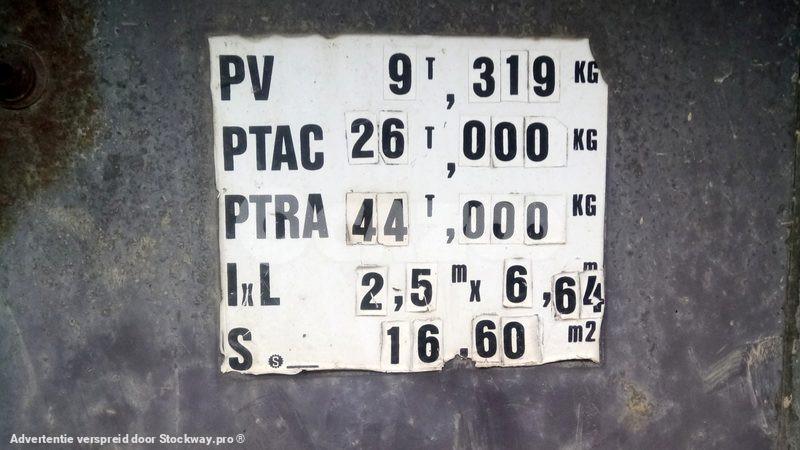 PV 9 T, 319 KG
PTAC 26 T, 000 KG
PTRA 44 T, 000 KG
IxL 2,5 m x 6,64 m
S 16.60 m2
Advertentie verspreid door Stockway.pro ®